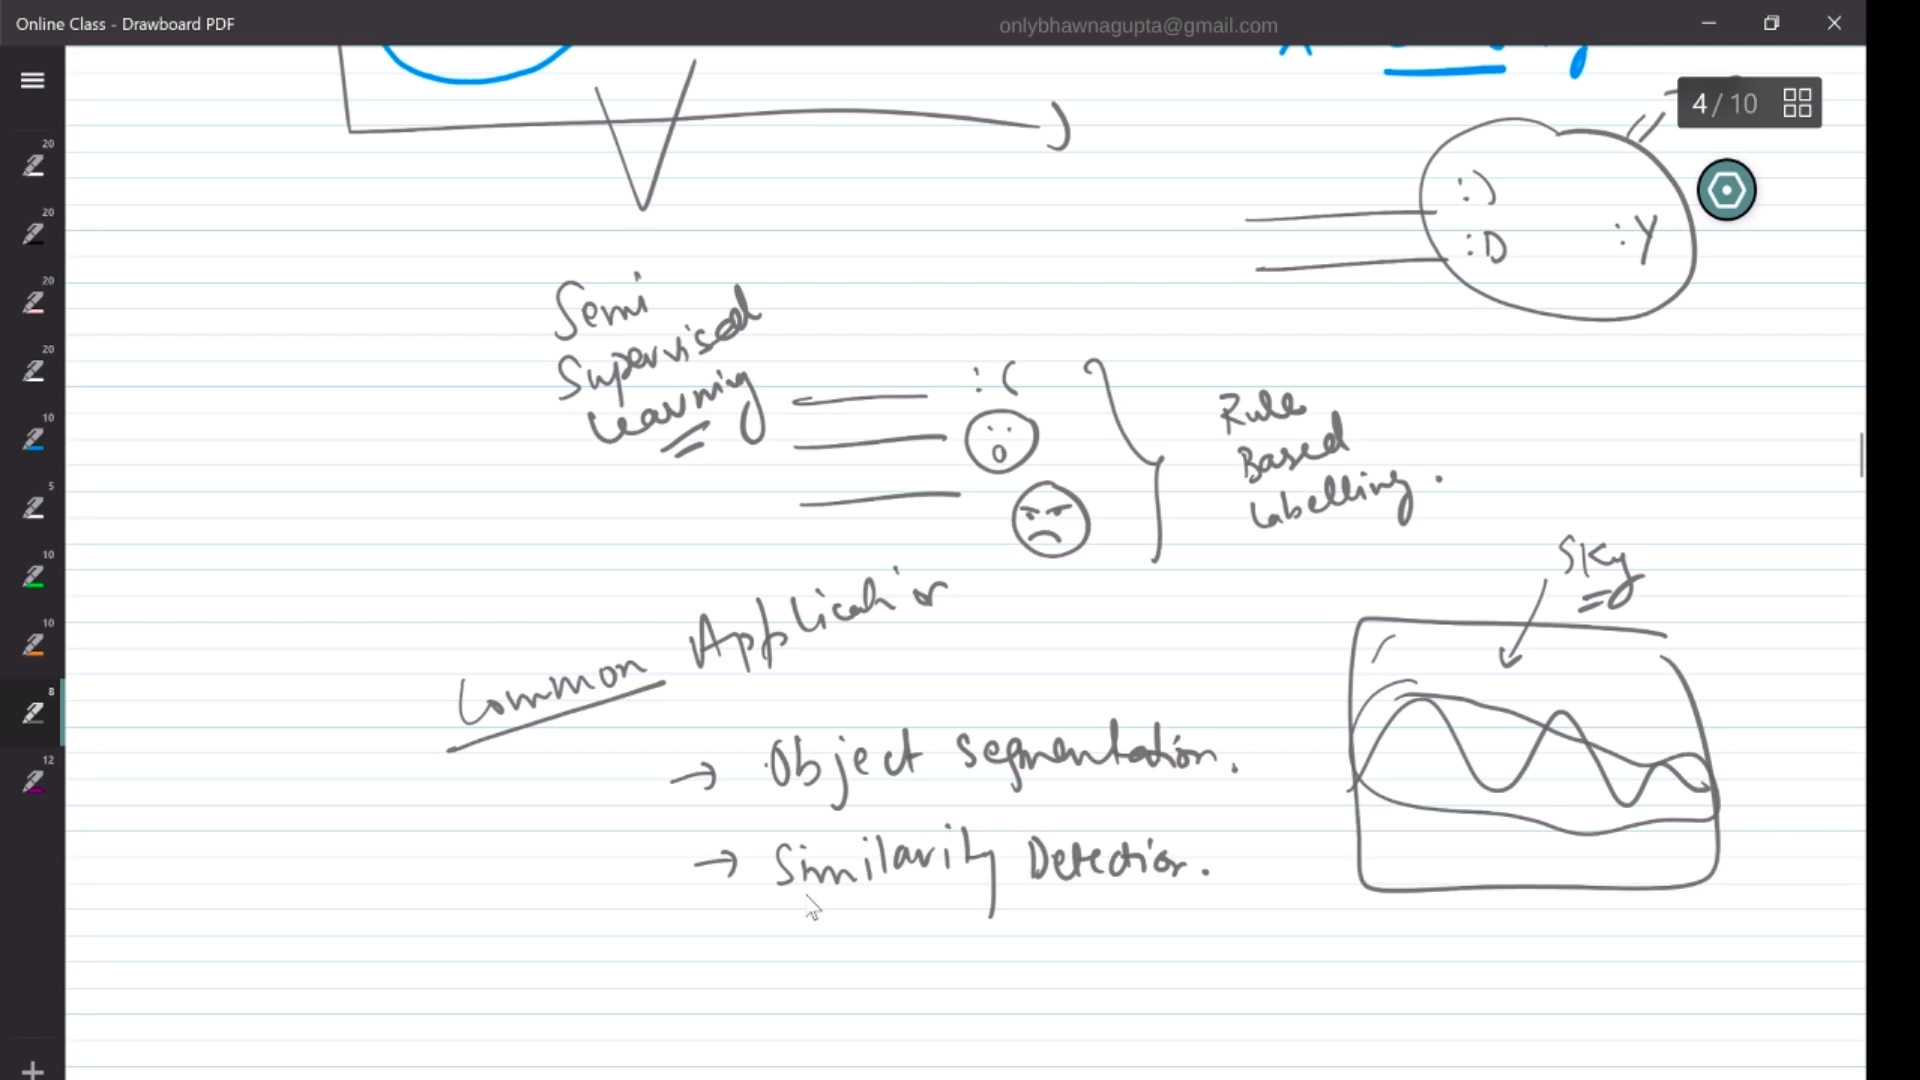 Online Class - Drawboard PDF
onlybhawnagupta@gmail.com
4 / 10
20
20
20
20
10
5
10
10
8
12
:)
:D
:Y
Semi
Supervised
Learning
:(
Rule
Based
Labelling.
Sky
Common Application
→ Object segmentation.
→ Similarity Detection.